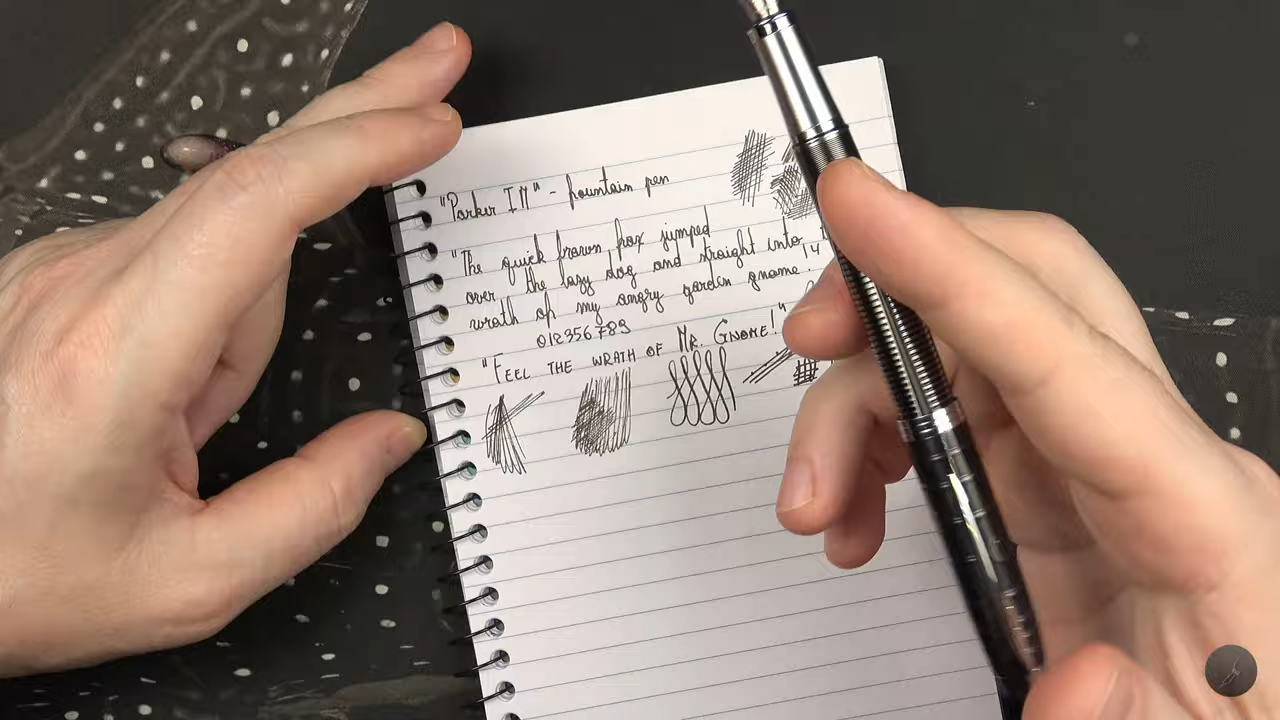 "Parker IM" - fountain pen
"The quick brown fox jumped
over the lazy dog and straight into
wrath of my angry garden gnome.
012356789
"FEEL THE WRATH OF MR. GNOME!"